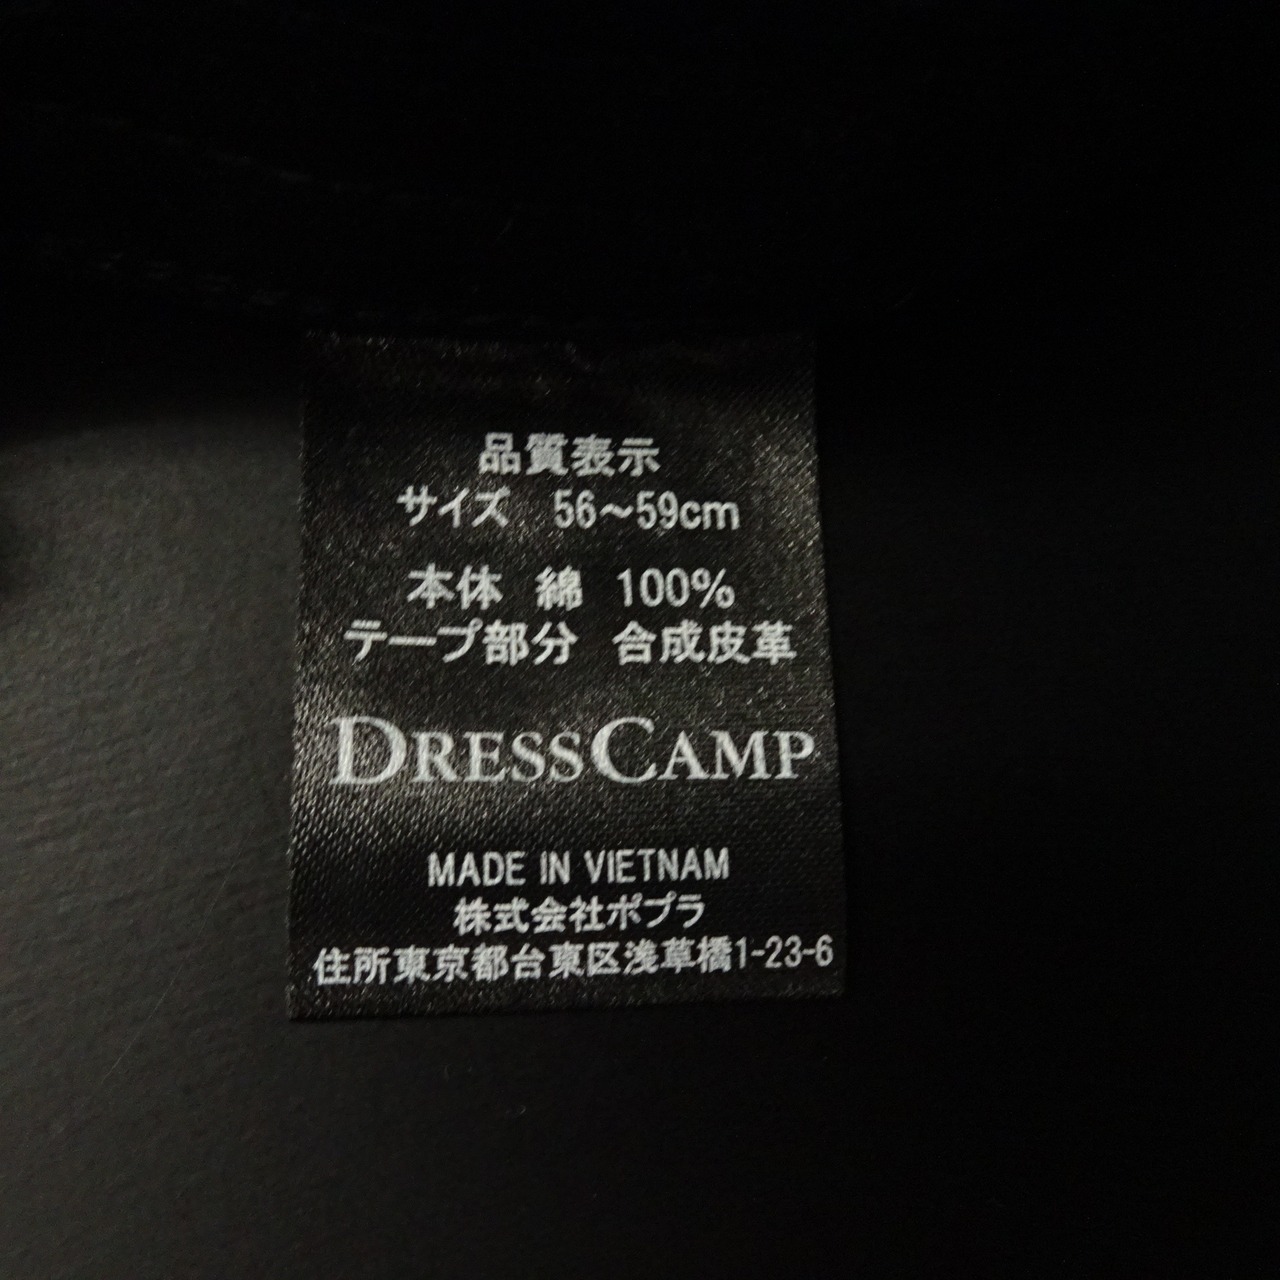 品質表示
サイズ 56～59cm
本体 綿 100%
テープ部分 合成皮革
DRESSCAMP
MADE IN VIETNAM
株式会社ポプラ
住所東京都台東区浅草橋1-23-6